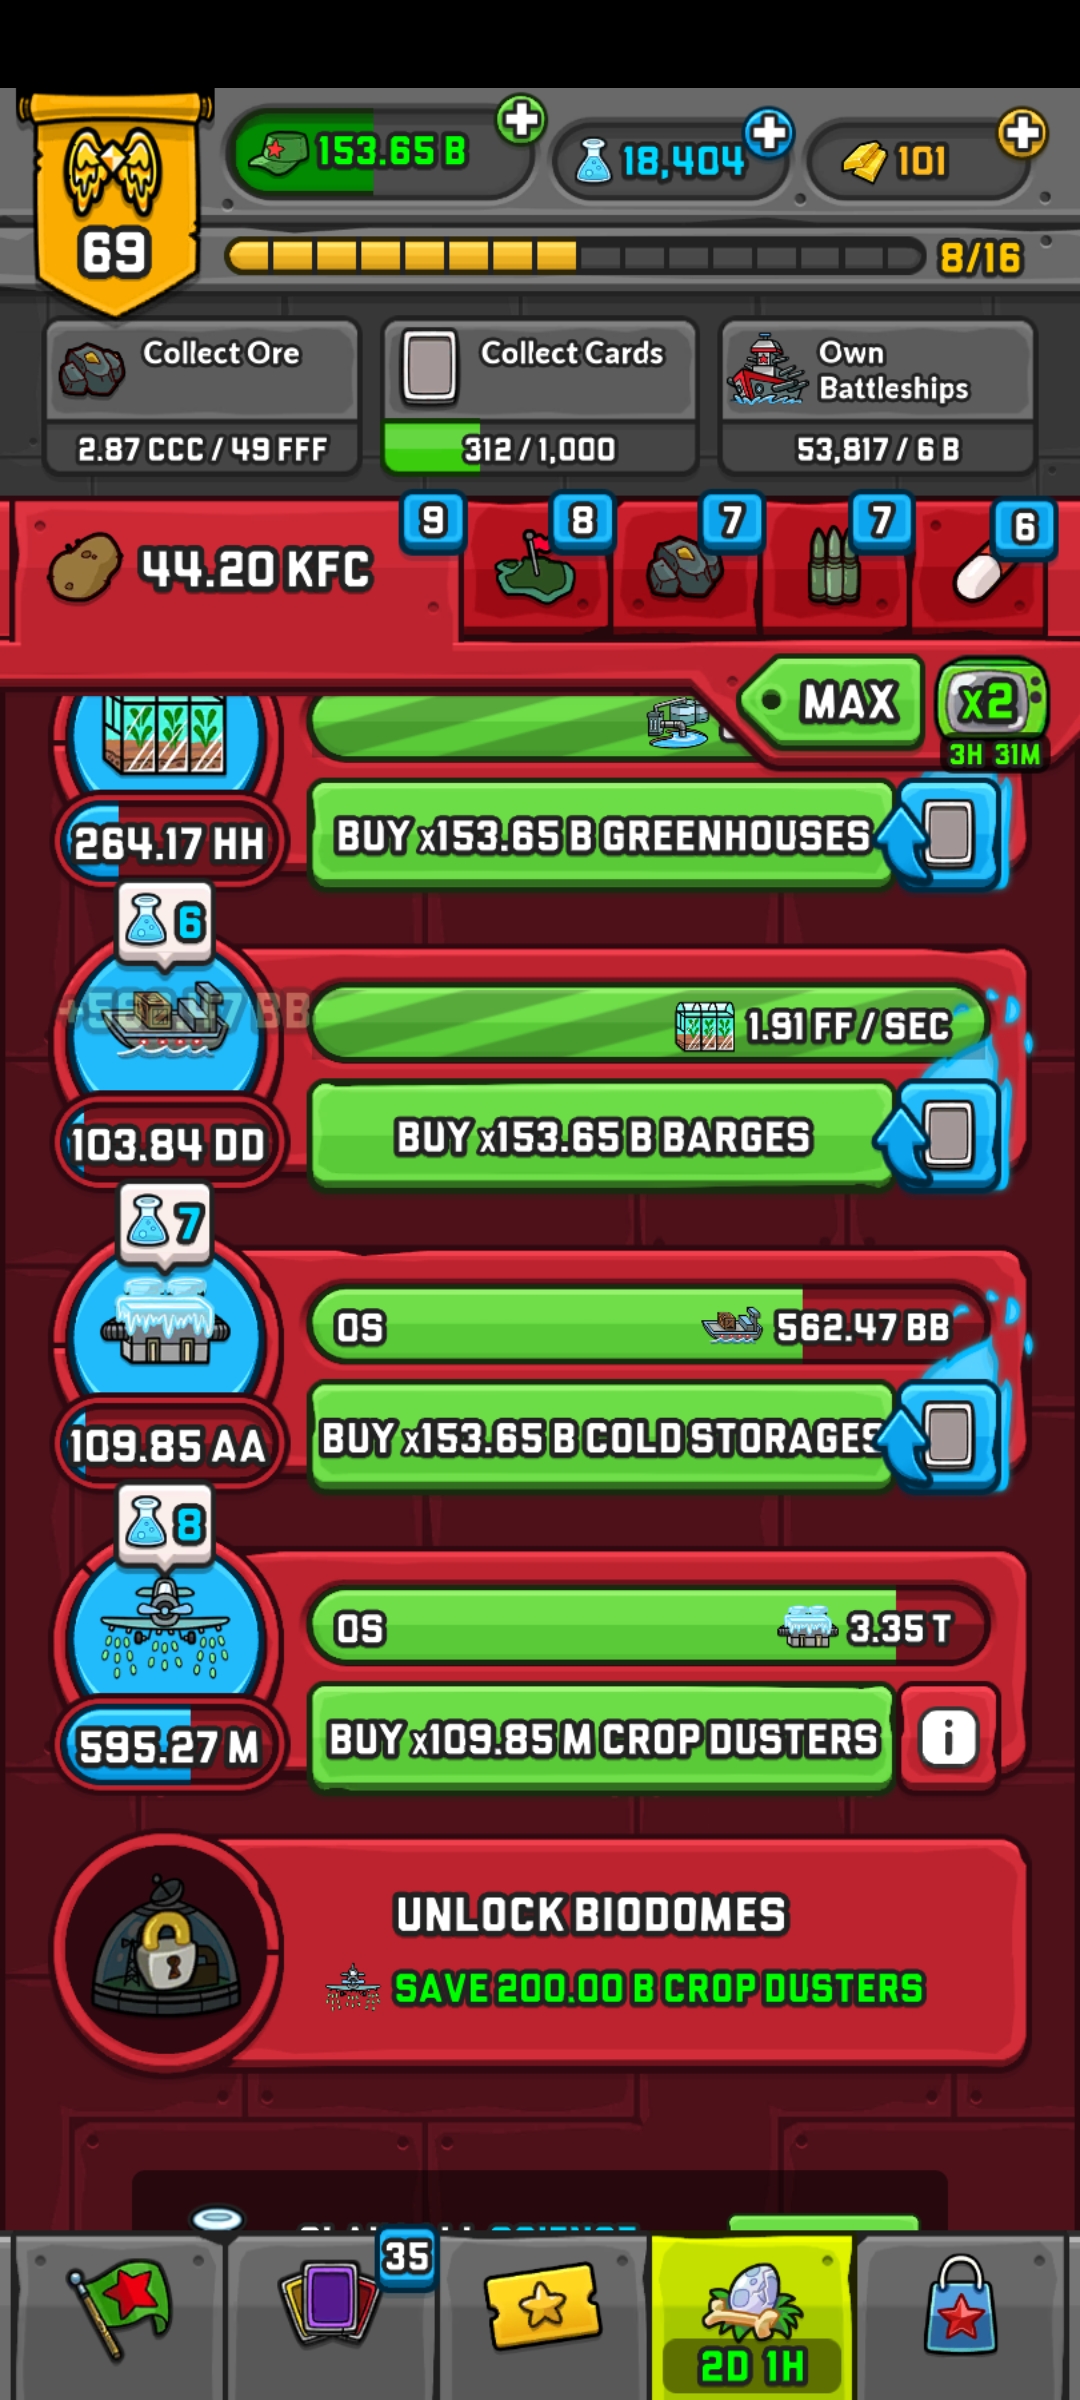 153.65 B
18,404
101
69
8/16
Collect Ore
2.87 CCC / 49 FFF
Collect Cards
312 / 1,000
Own
Battleships
53,817 / 6 B
44.20 KFC
9
8
7
7
6
MAX
x2
3H 31M
264.17 HH
BUY x153.65 B GREENHOUSES
6
1.91 FF / SEC
103.84 DD
BUY x153.65 B BARGES
7
0S
562.47 BB
109.85 AA
BUY x153.65 B COLD STORAGES
8
0S
3.35 T
595.27 M
BUY x109.85 M CROP DUSTERS
i
UNLOCK BIODOMES
SAVE 200.00 B CROP DUSTERS
35
2D 1H